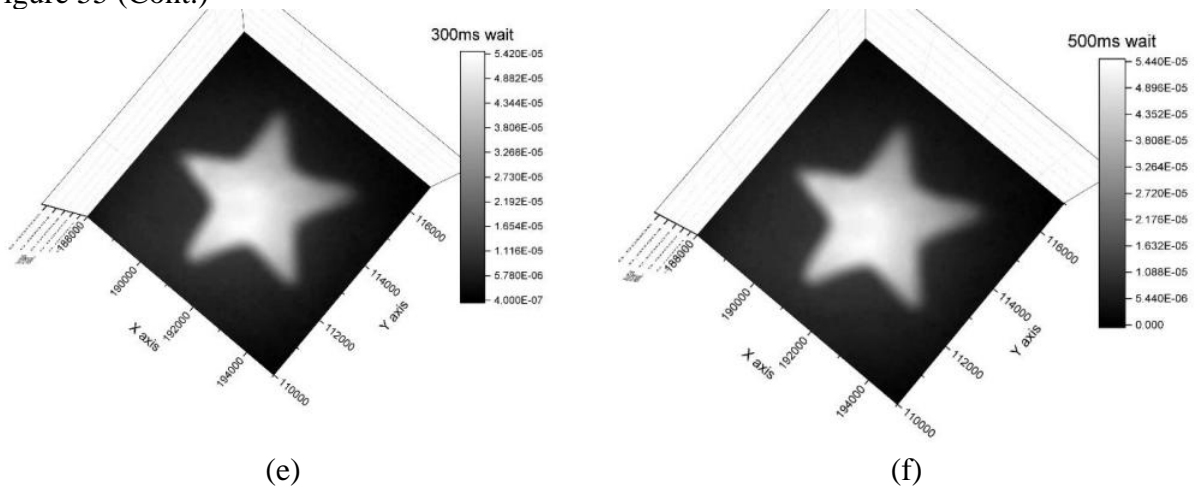 Figure 33 (Cont.)
300ms wait
5.420E-05
4.882E-05
4.344E-05
3.806E-05
3.268E-05
2.730E-05
2.192E-05
1.654E-05
1.116E-05
5.780E-06
4.000E-07
188000
190000
192000
194000
X axis
110000
112000
114000
116000
Y axis
(e)
500ms wait
5.440E-05
4.896E-05
4.352E-05
3.808E-05
3.264E-05
2.720E-05
2.176E-05
1.632E-05
1.088E-05
5.440E-06
0.000
188000
190000
192000
194000
X axis
110000
112000
114000
116000
Y axis
(f)